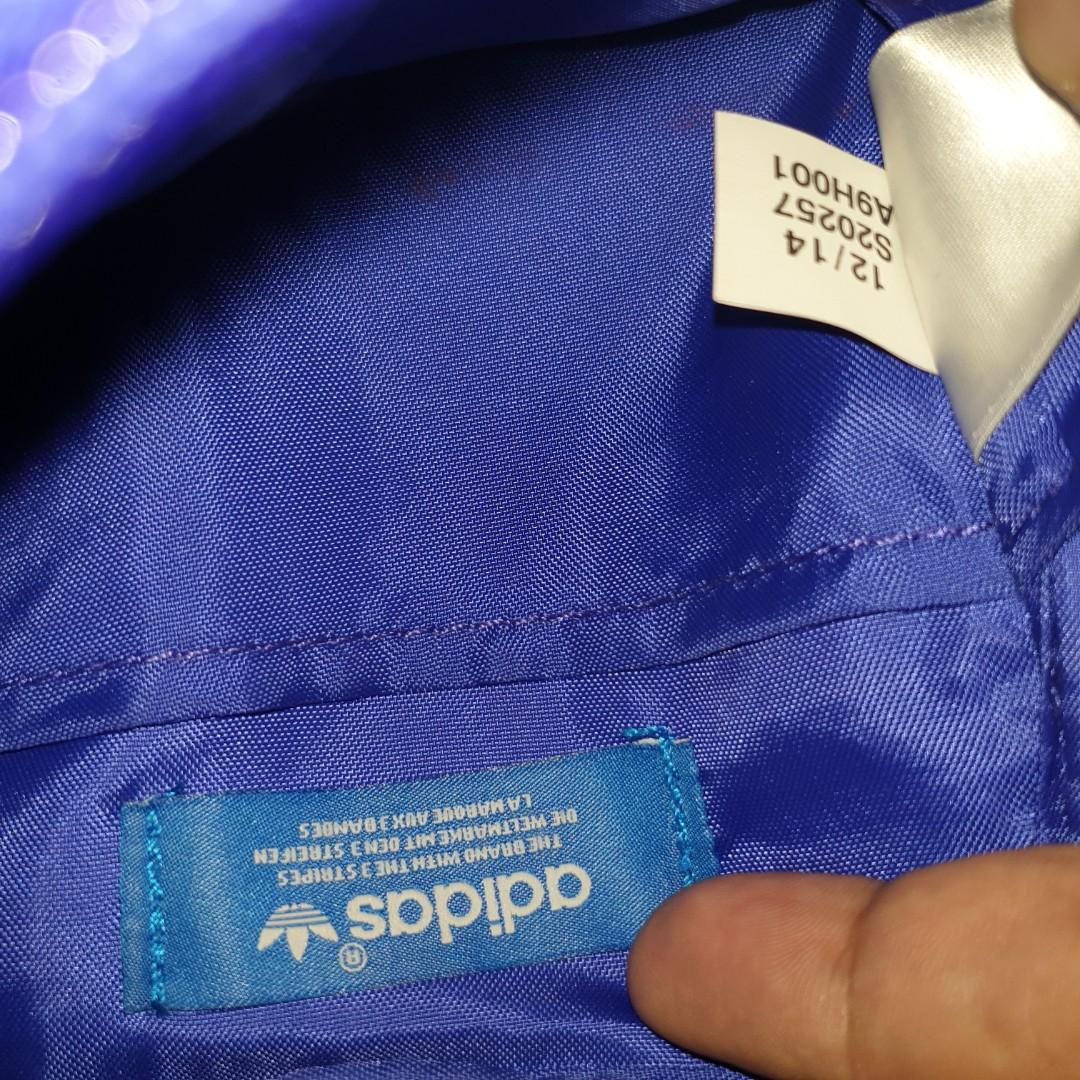 12/14
S20257
A9H001
adidas®
THE BRAND WITH THE 3 STRIPES
DIE WELTMARKE MIT DEN 3 STREIFEN
LA MARQUE AUX 3 BANDES